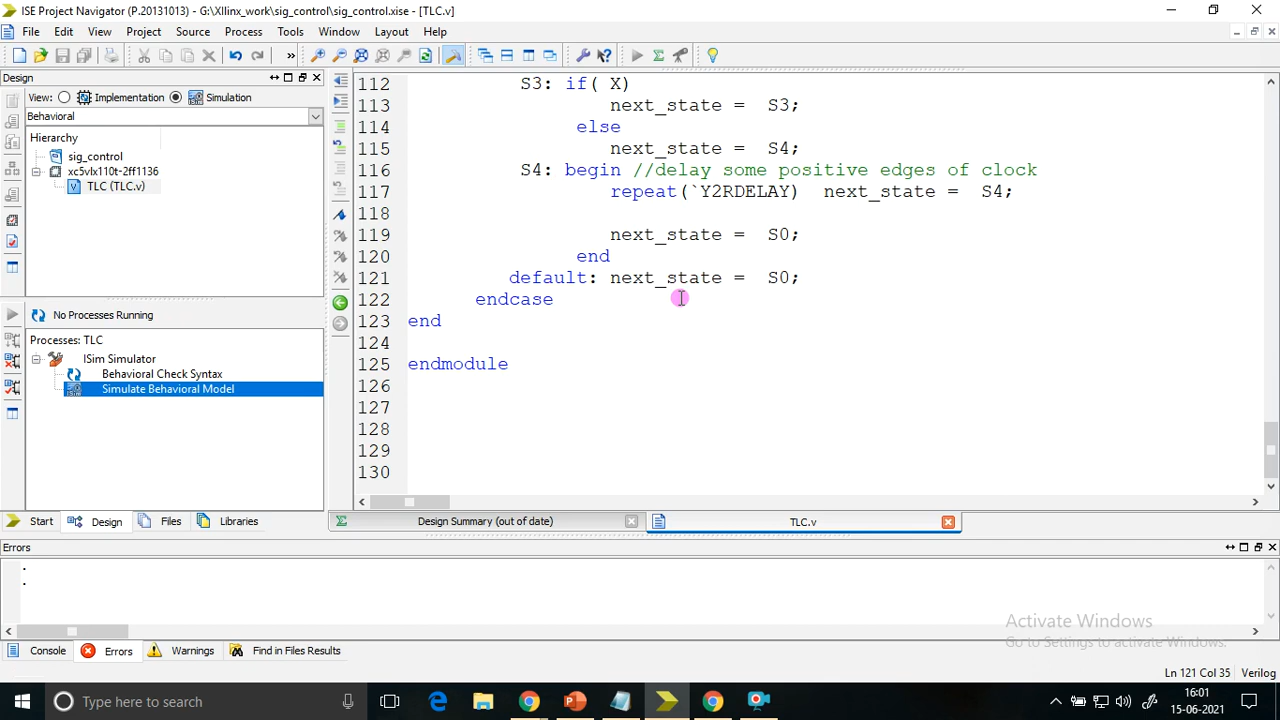 ISE Project Navigator (P.20131013) - G:\XIlinx_work\sig_control\sig_control.xise - [TLC.v]
File Edit View Project Source Process Tools Window Layout Help
Design
View: Implementation Simulation
Behavioral
Hierarchy
sig_control
xc5vlx110t-2ff1136
TLC (TLC.v)
No Processes Running
Processes: TLC
ISim Simulator
Behavioral Check Syntax
Simulate Behavioral Model
Start Design Files Libraries
112 S3: if( X)
113 next_state = S3;
114 else
115 next_state = S4;
116 S4: begin //delay some positive edges of clock
117 repeat(`Y2RDELAY) next_state = S4;
118
119 next_state = S0;
120 end
121 default: next_state = S0;
122 endcase
123 end
124
125 endmodule
126
127
128
129
130
Design Summary (out of date) TLC.v
Errors
.
.
Activate Windows
Go to Settings to activate Windows.
Console Errors Warnings Find in Files Results
Ln 121 Col 35 Verilog
Type here to search
16:01
15-06-2021